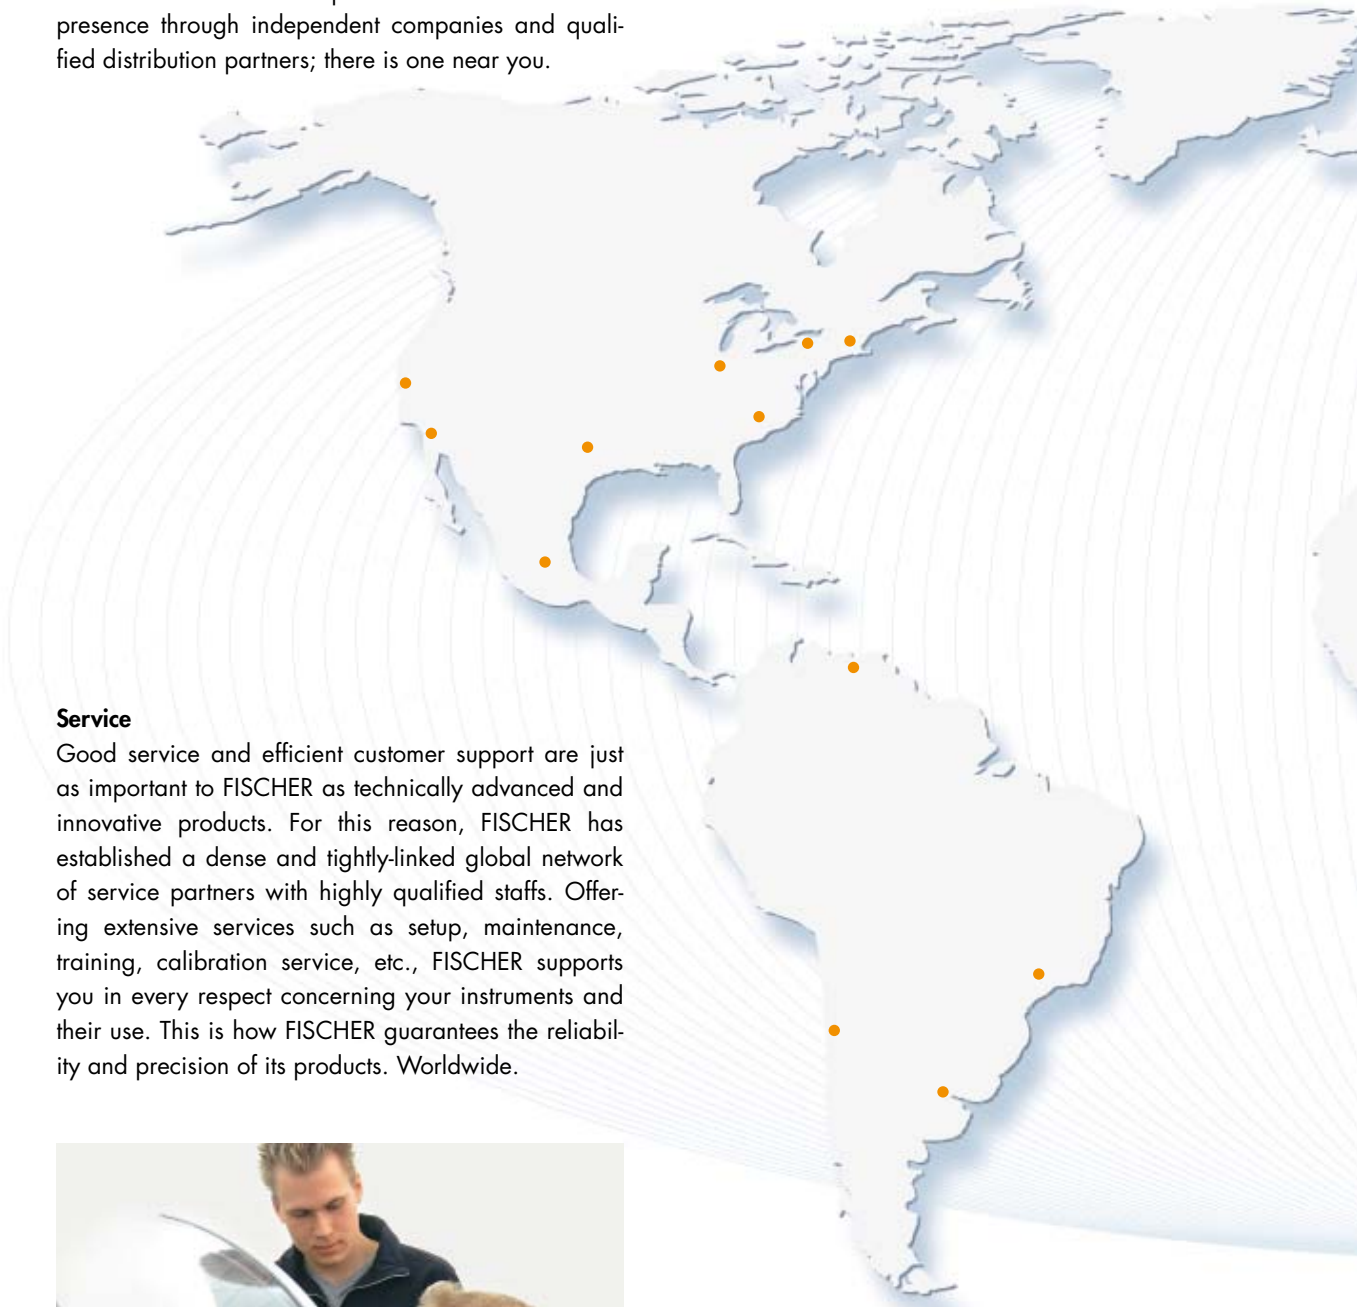 presence through independent companies and quali-
fied distribution partners; there is one near you.
Service
Good service and efficient customer support are just
as important to FISCHER as technically advanced and
innovative products. For this reason, FISCHER has
established a dense and tightly-linked global network
of service partners with highly qualified staffs. Offer-
ing extensive services such as setup, maintenance,
training, calibration service, etc., FISCHER supports
you in every respect concerning your instruments and
their use. This is how FISCHER guarantees the reliabil-
ity and precision of its products. Worldwide.